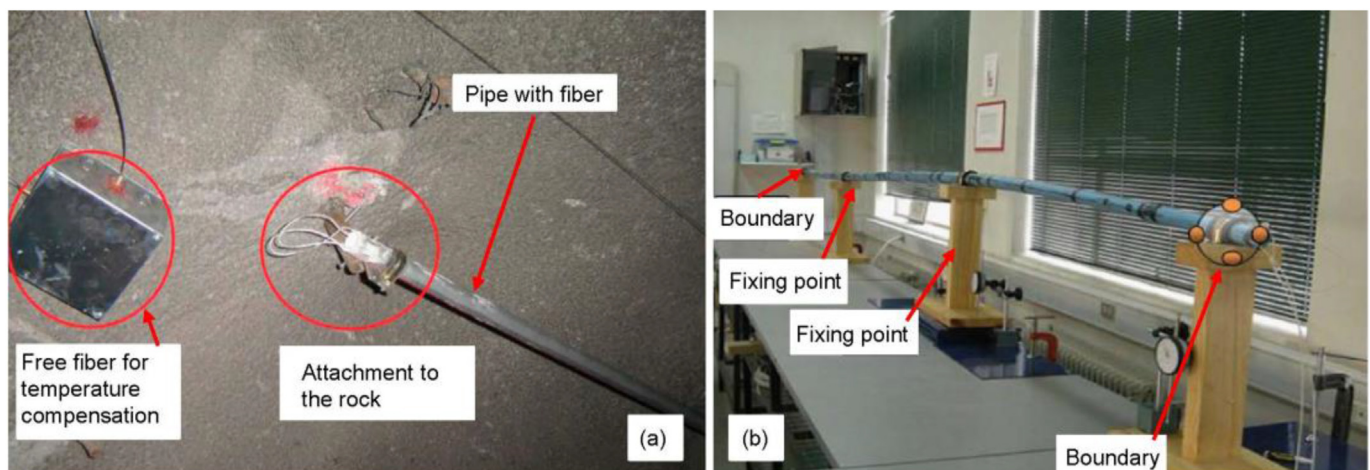 Pipe with fiber
Free fiber for
temperature
compensation
Attachment to
the rock
(a)
Boundary
Fixing point
Fixing point
Boundary
(b)